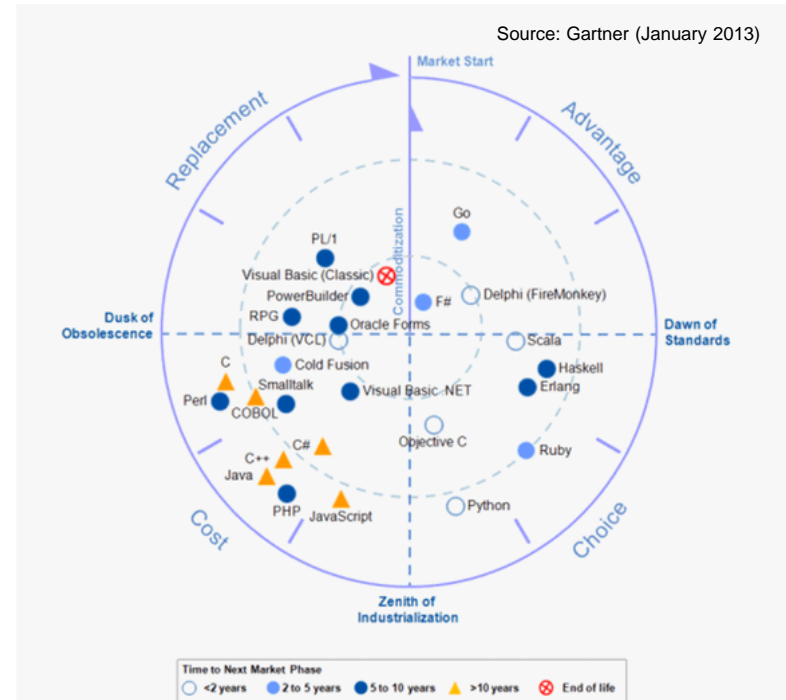 Source: Gartner (January 2013)
Market Start
Replacement
Advantage
Commoditization
Go
PL/1
Visual Basic (Classic)
PowerBuilder
Delphi (FireMonkey)
F#
RPG
Oracle Forms
Dusk of
Obsolescence
Dawn of
Standards
Delphi (VCL)
Scala
Cold Fusion
Haskell
C
Smalltalk
Erlang
Visual Basic .NET
Perl
COBOL
Objective C
C#
Ruby
C++
Java
Python
PHP
JavaScript
Cost
Choice
Zenith of
Industrialization
Time to Next Market Phase
<2 years 2 to 5 years 5 to 10 years >10 years End of life